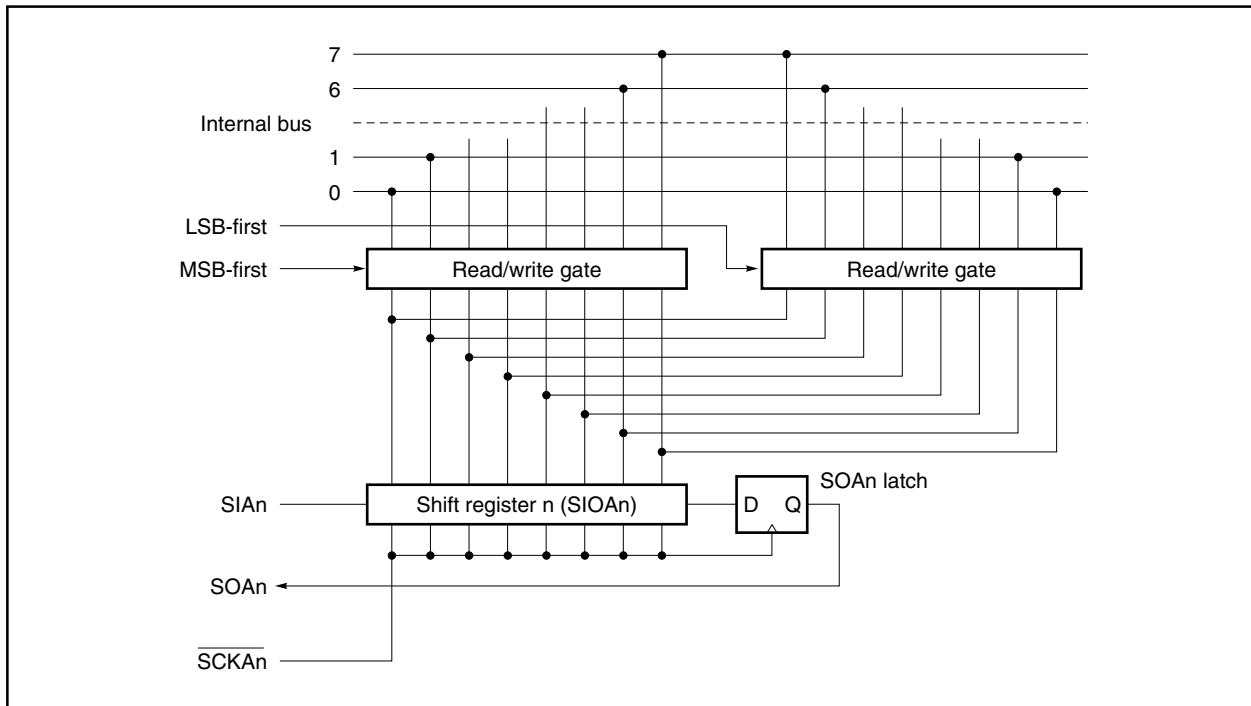 7
6
Internal bus
1
0
LSB-first
MSB-first
Read/write gate
Read/write gate
SOAn latch
SIAn
Shift register n (SIOAn)
D Q
SOAn
SCKAn